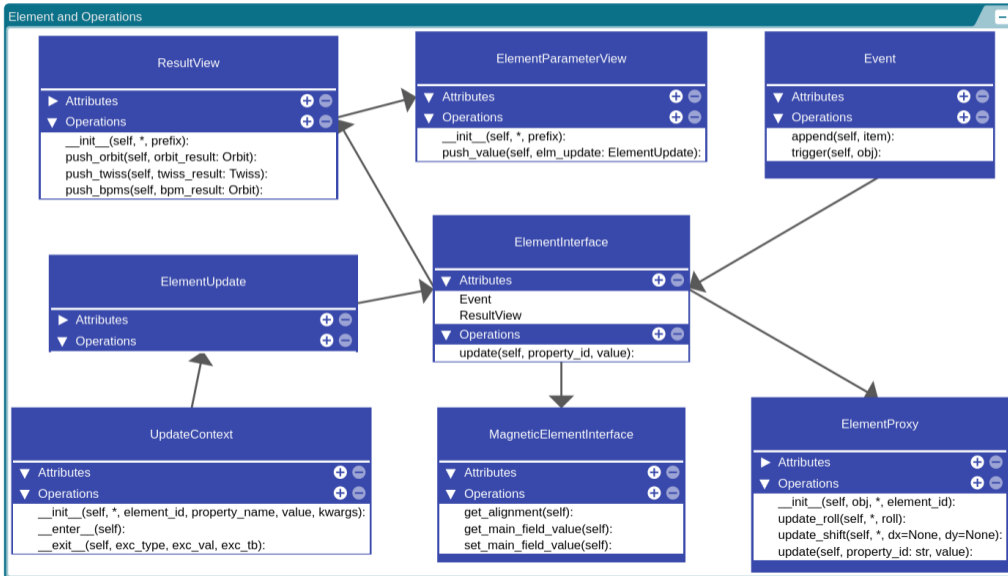 Element and Operations
ResultView
Attributes
Operations
__init__(self, *, prefix):
push_orbit(self, orbit_result: Orbit):
push_twiss(self, twiss_result: Twiss):
push_bpms(self, bpm_result: Orbit):
ElementParameterView
Attributes
Operations
__init__(self, *, prefix):
push_value(self, elm_update: ElementUpdate):
Event
Attributes
Operations
append(self, item):
trigger(self, obj):
ElementUpdate
Attributes
Operations
ElementInterface
Attributes
Event
ResultView
Operations
update(self, property_id, value):
UpdateContext
Attributes
Operations
__init__(self, *, element_id, property_name, value, kwargs):
__enter__(self):
__exit__(self, exc_type, exc_val, exc_tb):
MagneticElementInterface
Attributes
Operations
get_alignment(self):
get_main_field_value(self):
set_main_field_value(self):
ElementProxy
Attributes
Operations
__init__(self, obj, *, element_id):
update_roll(self, *, roll):
update_shift(self, *, dx=None, dy=None):
update(self, property_id: str, value):